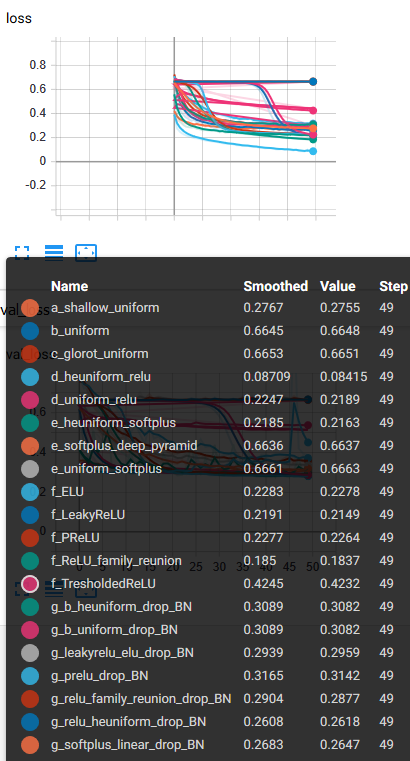 loss
0.8
0.6
0.4
0.2
0
-0.2
Name Smoothed Value Step
a_shallow_uniform 0.2767 0.2755 49
b_uniform 0.6645 0.6648 49
c_glorot_uniform 0.6653 0.6651 49
d_heuniform_relu 0.08709 0.08415 49
d_uniform_relu 0.2247 0.2189 49
e_heuniform_softplus 0.2185 0.2163 49
e_softplus_deep_pyramid 0.6636 0.6637 49
e_uniform_softplus 0.6661 0.6663 49
f_ELU 0.2283 0.2278 49
f_LeakyReLU 0.2191 0.2149 49
f_PReLU 0.2277 0.2264 49
f_ReLU_family_reunion 0.185 0.1837 49
0 5 10 15 20 25 30 35 40 45 50
f_TresholdedReLU 0.4245 0.4232 49
g_b_heuniform_drop_BN 0.3089 0.3082 49
g_b_uniform_drop_BN 0.3089 0.3082 49
g_leakyrelu_elu_drop_BN 0.2939 0.2959 49
g_prelu_drop_BN 0.3165 0.3142 49
g_relu_family_reunion_drop_BN 0.2904 0.2877 49
g_relu_heuniform_drop_BN 0.2608 0.2618 49
g_softplus_linear_drop_BN 0.2683 0.2647 49